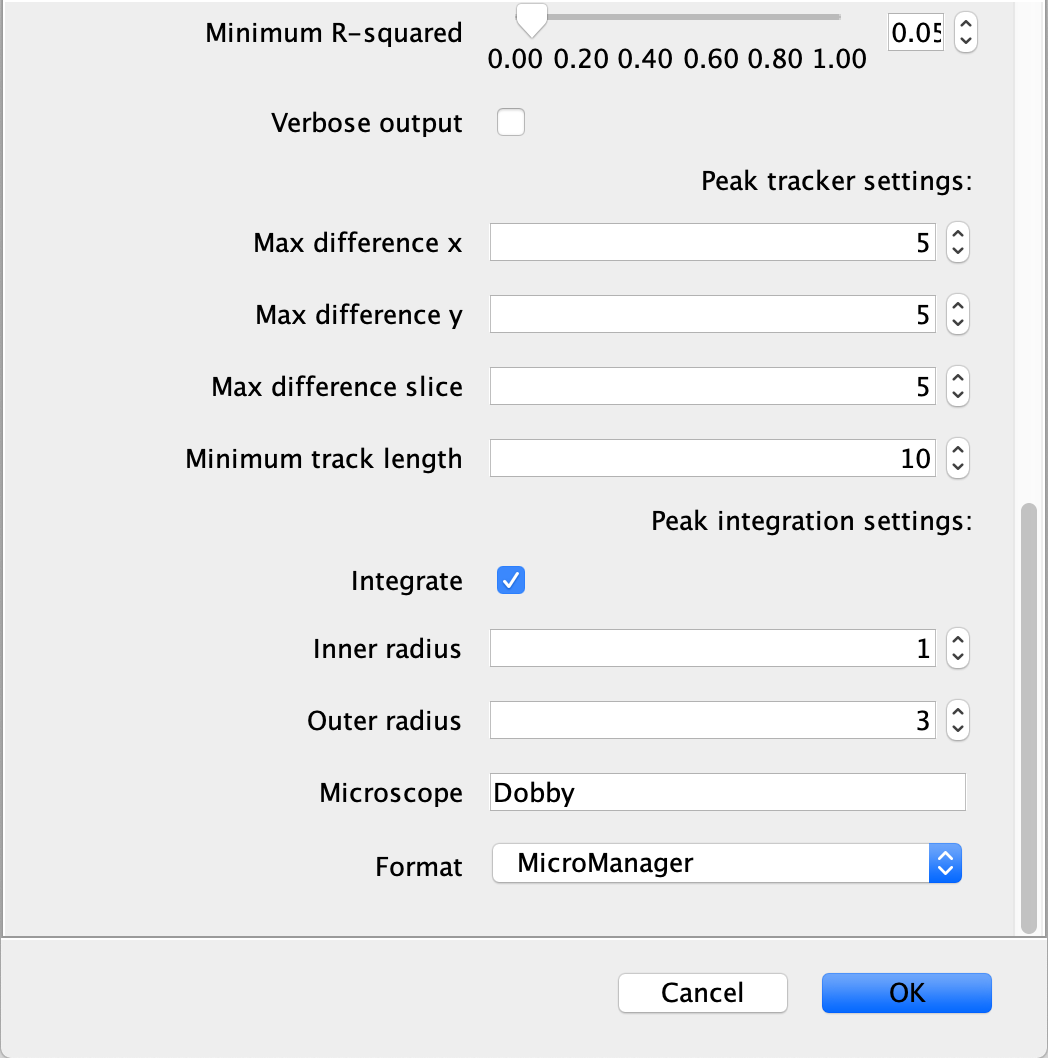 Minimum R-squared 0.05
0.00 0.20 0.40 0.60 0.80 1.00
Verbose output
Peak tracker settings:
Max difference x 5
Max difference y 5
Max difference slice 5
Minimum track length 10
Peak integration settings:
Integrate
Inner radius 1
Outer radius 3
Microscope Dobby
Format MicroManager
Cancel OK